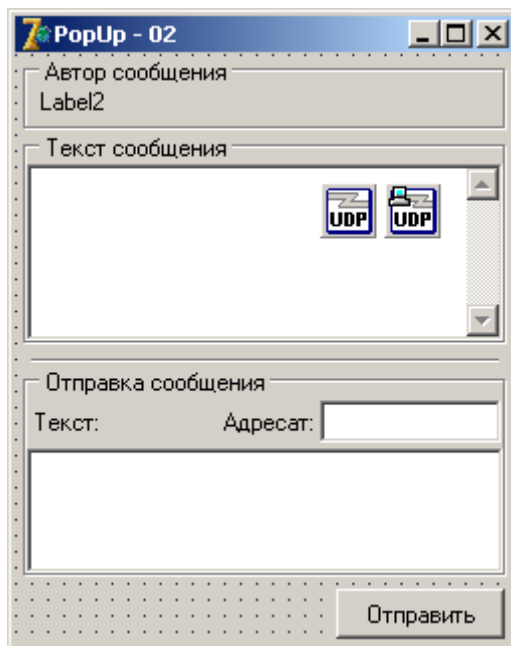 PopUp - 02
Автор сообщения
Label2
Текст сообщения
UDP UDP
Отправка сообщения
Текст: Адресат:
Отправить